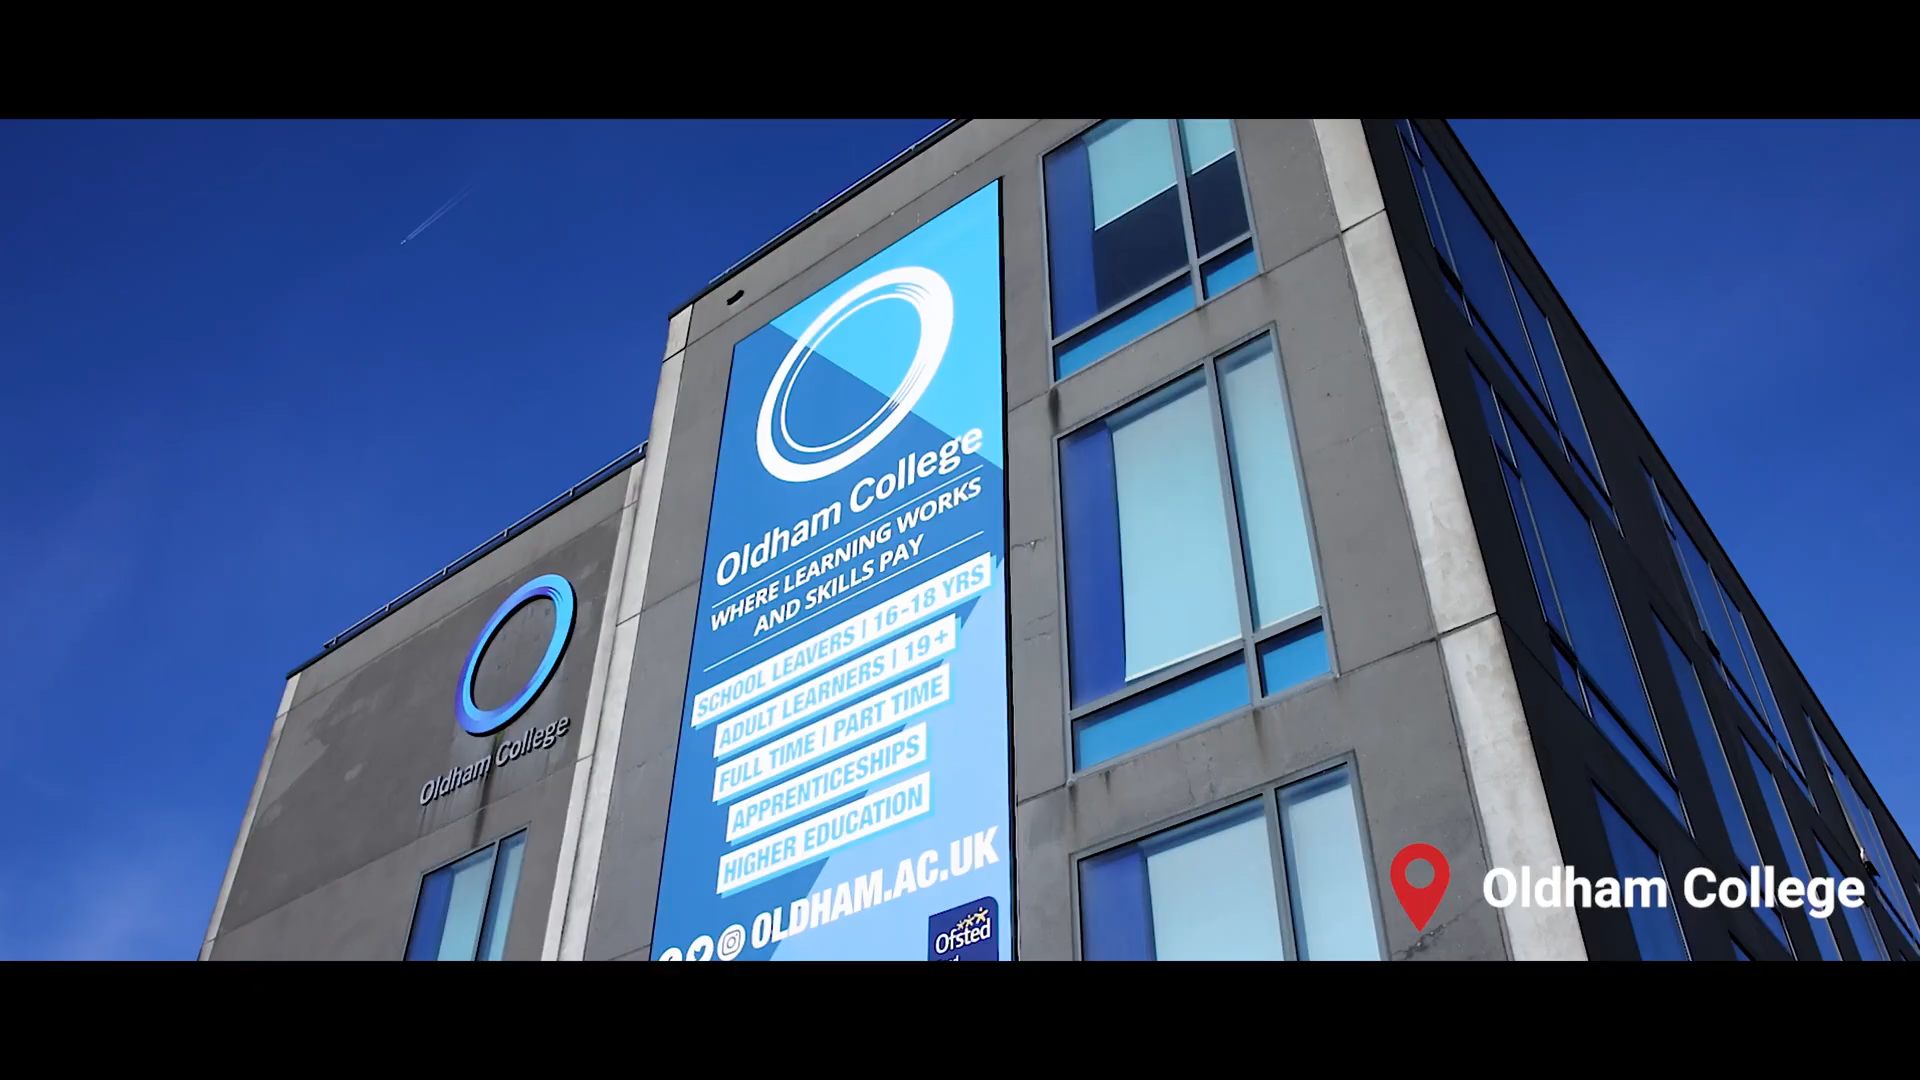 Oldham College
WHERE LEARNING WORKS
AND SKILLS PAY
SCHOOL LEAVERS | 16-18 YRS
ADULT LEARNERS | 19+
FULL TIME | PART TIME
APPRENTICESHIPS
HIGHER EDUCATION
OLDHAM.AC.UK
Ofsted
Oldham College
Oldham College